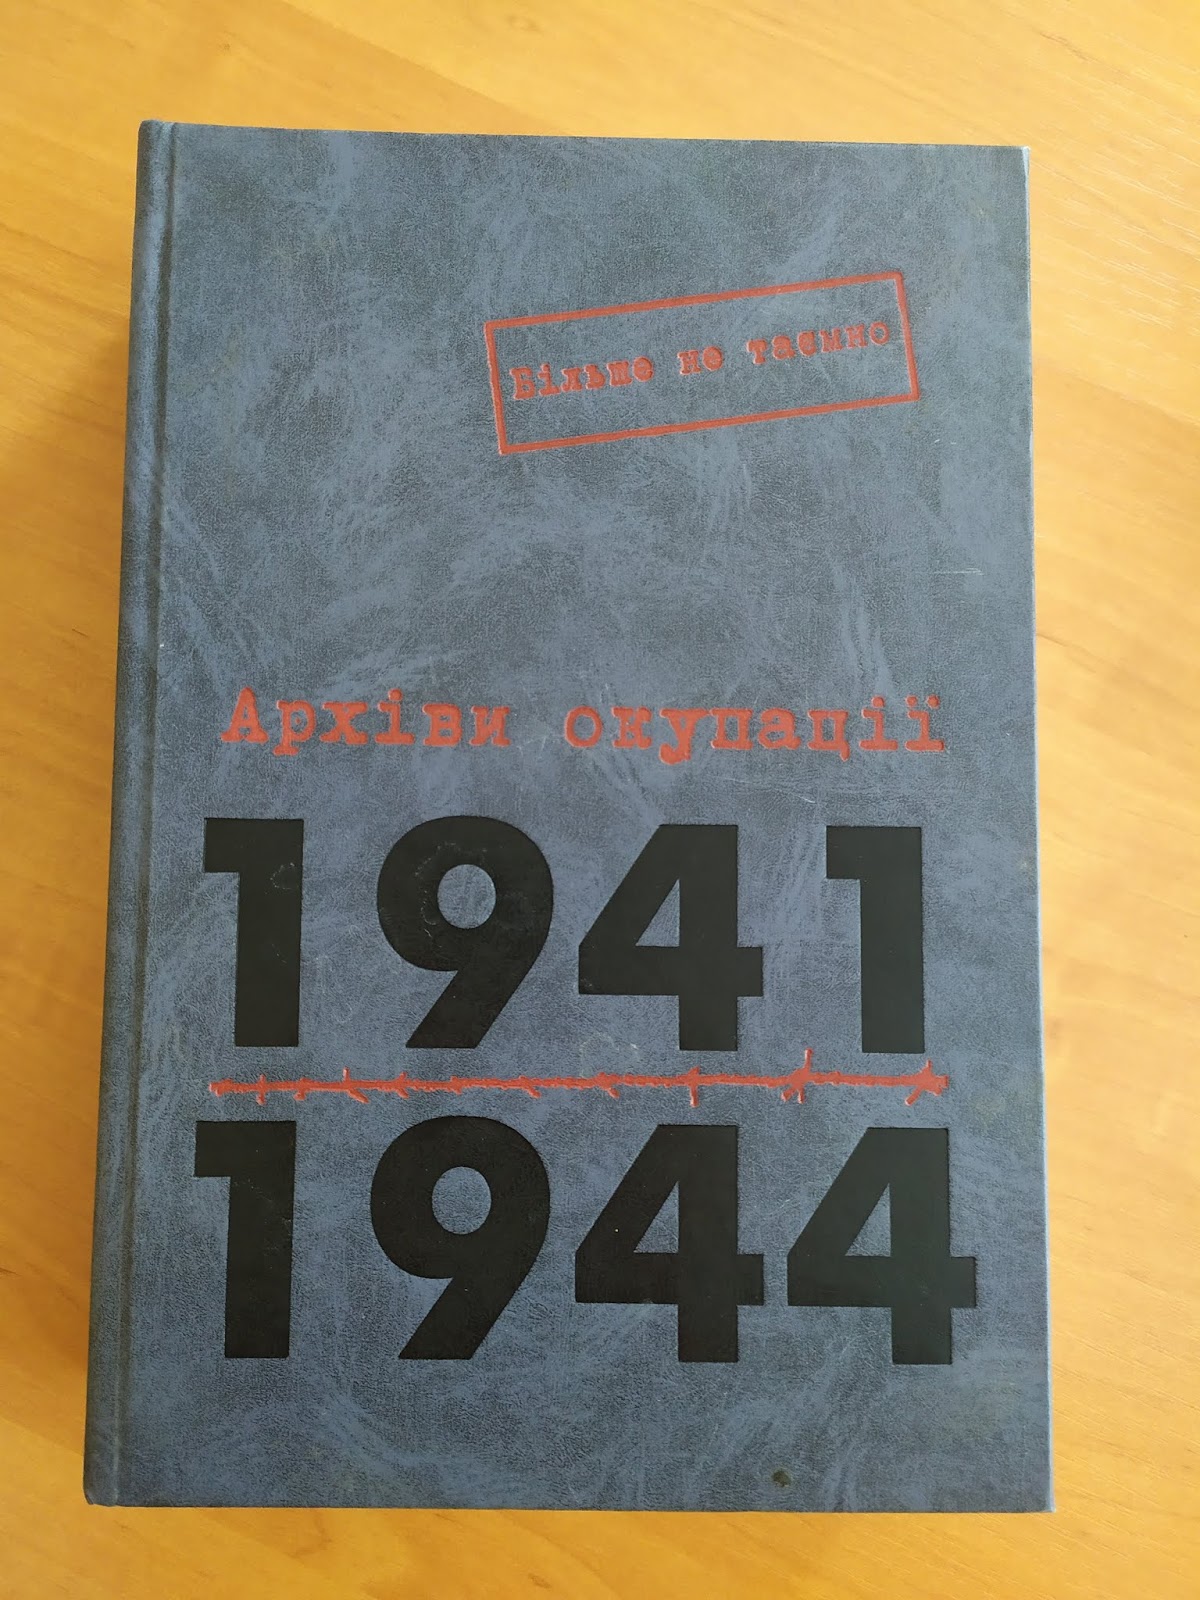 Більше не таємно
Архіви окупації
1941
1944